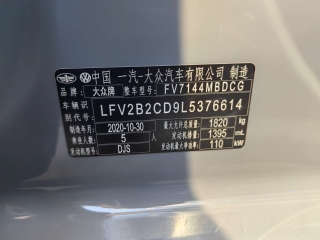 中国 一汽-大众汽车有限公司 制造
品牌: 大众牌 整车型号: FV7144MBDCG
车辆识别代号 LFV2B2CD9L5376614
制造年月: 2020-10-30 最大允许总质量: 1820 kg
乘坐人数: 5 人 发动机排量: 1395 mL
发动机型号: DJS 发动机额定功率: 110 kW